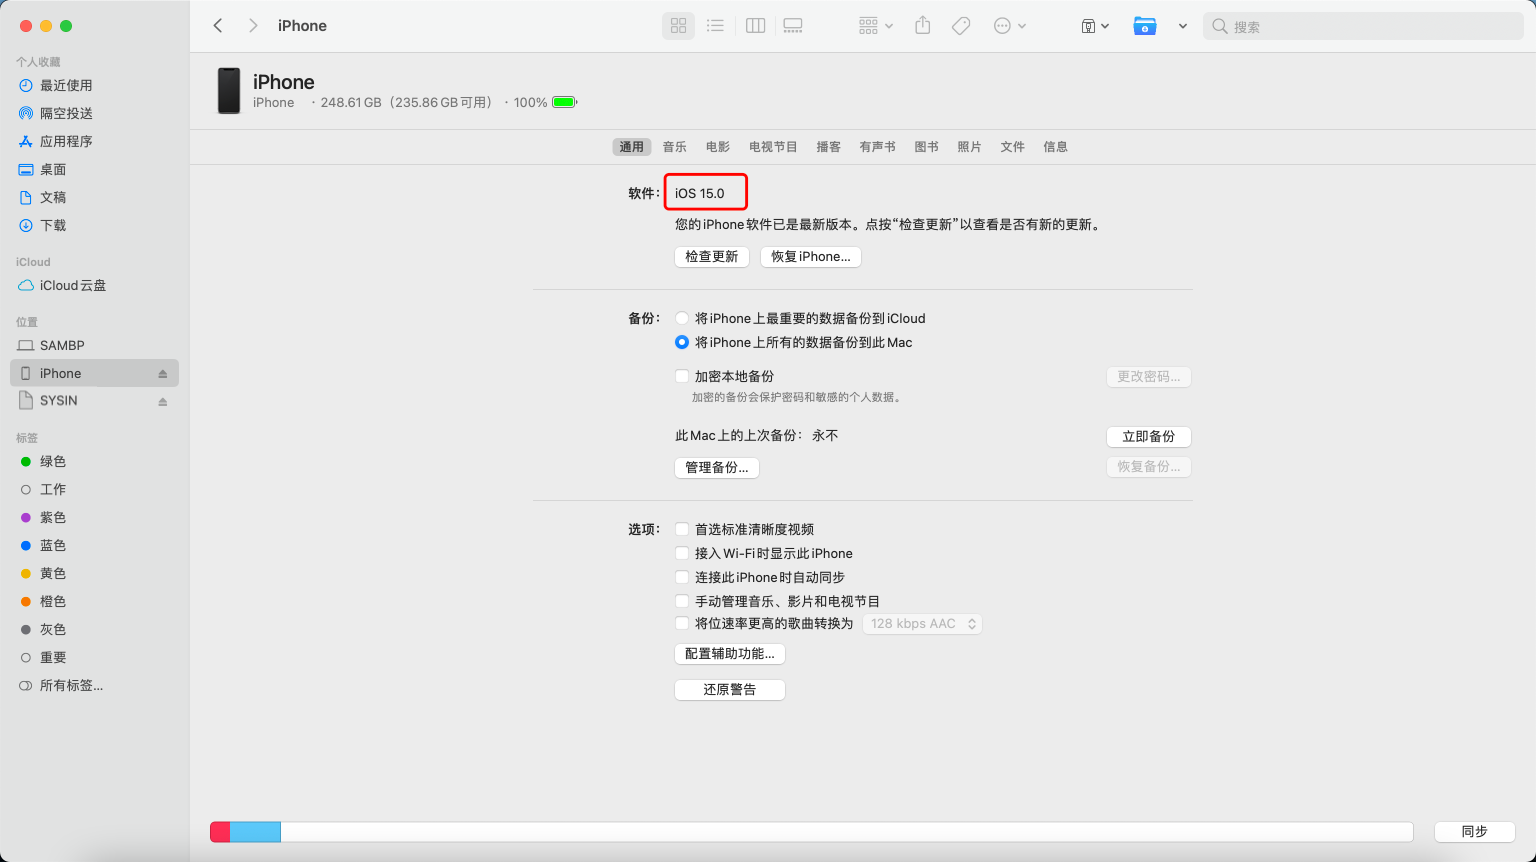 iPhone
搜索
个人收藏
最近使用
隔空投送
应用程序
桌面
文稿
下载
iCloud
iCloud云盘
位置
SAMBP
iPhone
SYSIN
标签
绿色
工作
紫色
蓝色
黄色
橙色
灰色
重要
所有标签...
iPhone
iPhone · 248.61 GB（235.86 GB可用） · 100%
通用 音乐 电影 电视节目 播客 有声书 图书 照片 文件 信息
软件： iOS 15.0
您的iPhone软件已是最新版本。点按“检查更新”以查看是否有新的更新。
检查更新 恢复iPhone...
备份： 将iPhone上最重要的数据备份到iCloud
将iPhone上所有的数据备份到此Mac
加密本地备份 更改密码...
加密的备份会保护密码和敏感的个人数据。
此Mac上的上次备份： 永不 立即备份
管理备份... 恢复备份...
选项： 首选标准清晰度视频
接入Wi-Fi时显示此iPhone
连接此iPhone时自动同步
手动管理音乐、影片和电视节目
将位速率更高的歌曲转换为 128 kbps AAC
配置辅助功能...
还原警告
同步